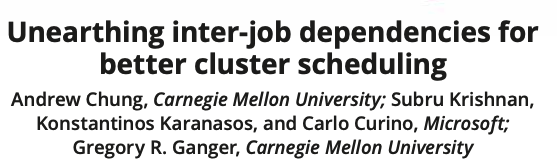 Unearthing inter-job dependencies for
better cluster scheduling
Andrew Chung, Carnegie Mellon University; Subru Krishnan,
Konstantinos Karanasos, and Carlo Curino, Microsoft;
Gregory R. Ganger, Carnegie Mellon University